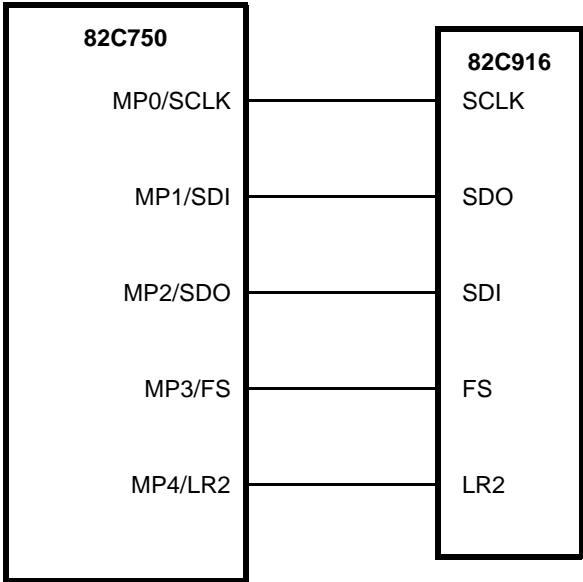 82C750
82C916
MP0/SCLK SCLK
MP1/SDI SDO
MP2/SDO SDI
MP3/FS FS
MP4/LR2 LR2